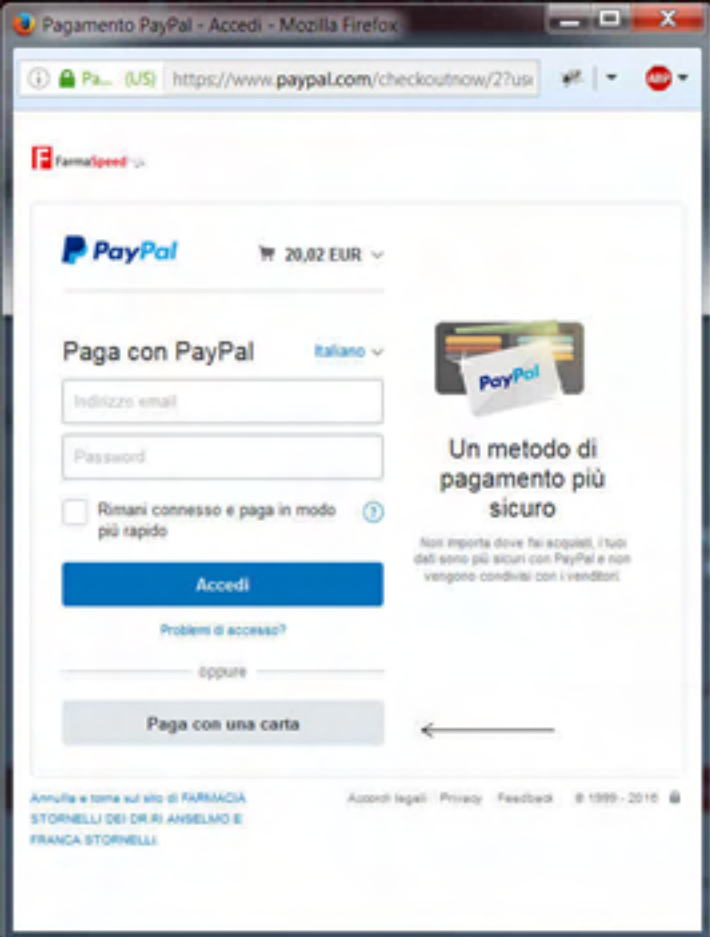 Pagamento PayPal - Accedi - Mozilla Firefox
Pa... (US) https://www.paypal.com/checkoutnow/2?use
ABP
FarmaSpeed
PayPal
20,02 EUR
Paga con PayPal
Italiano
Indirizzo email
Password
Rimani connesso e paga in modo
più rapido
?
Accedi
Problemi di accesso?
oppure
Paga con una carta
PayPal
Un metodo di
pagamento più
sicuro
Non importa dove fai acquisti, i tuoi
dati sono più sicuri con PayPal e non
vengono condivisi con i venditori.
Annulla e torna sul sito di FARMACIA
STORNELLI DEI DR.RI ANSELMO E
FRANCA STORNELLI.
Accordi legali Privacy Feedback © 1999 - 2016